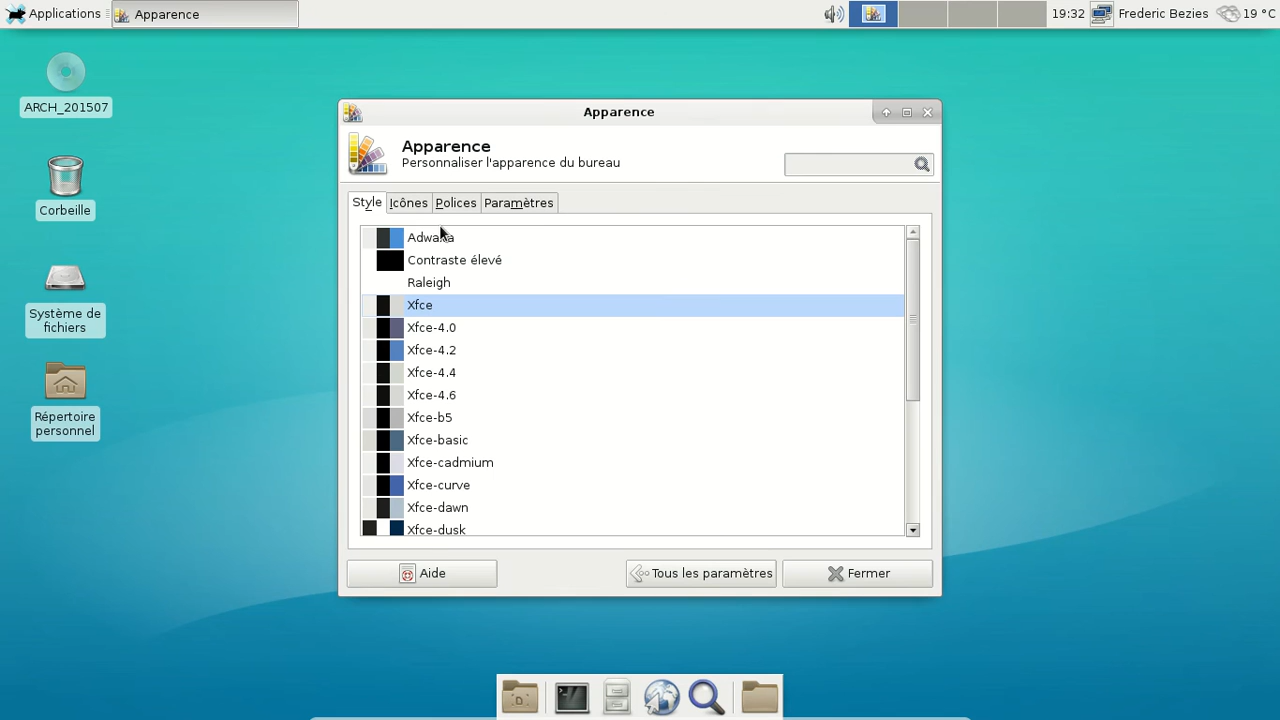 Applications
Apparence
19:32
Frederic Bezies
19 °C
ARCH_201507
Corbeille
Système de
fichiers
Répertoire
personnel
Apparence
Apparence
Personnaliser l'apparence du bureau
Style
Icônes
Polices
Paramètres
Adwaita
Contraste élevé
Raleigh
Xfce
Xfce-4.0
Xfce-4.2
Xfce-4.4
Xfce-4.6
Xfce-b5
Xfce-basic
Xfce-cadmium
Xfce-curve
Xfce-dawn
Xfce-dusk
Aide
Tous les paramètres
Fermer